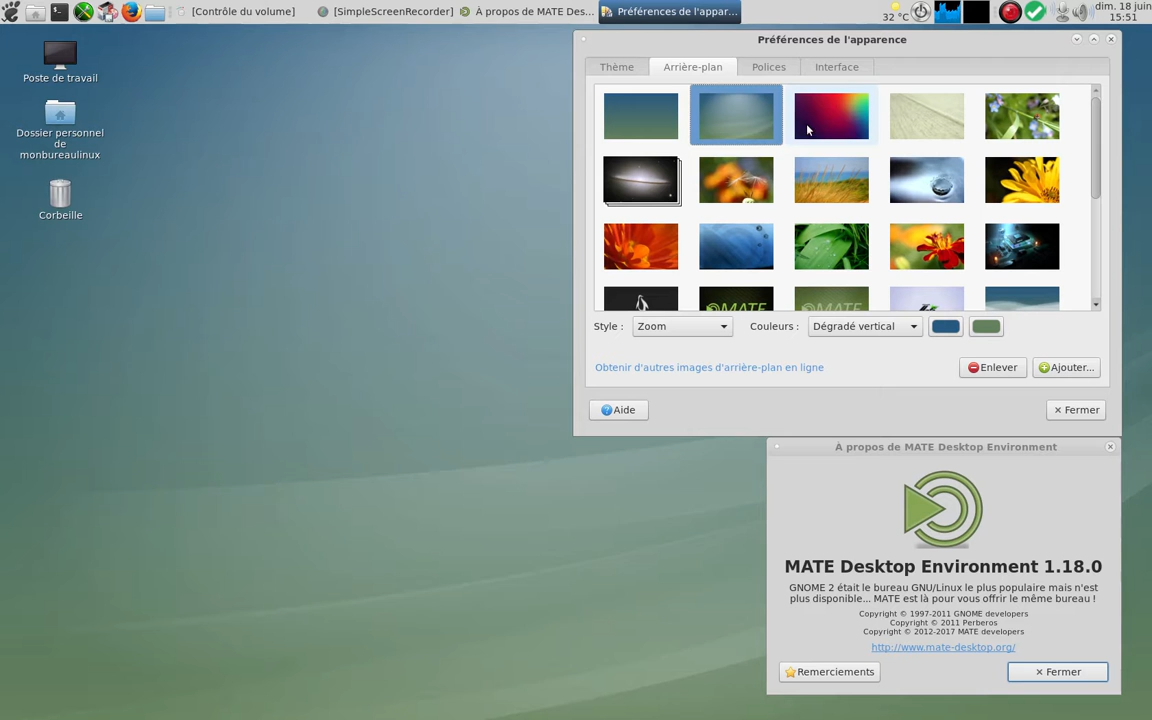 [Contrôle du volume]
[SimpleScreenRecorder]
À propos de MATE Des...
Préférences de l'appar...
32 °C
dim. 18 juin
15:51
Poste de travail
Dossier personnel
de
monbureaulinux
Corbeille
Préférences de l'apparence
Thème
Arrière-plan
Polices
Interface
MATE
MATE
Style :
Zoom
Couleurs :
Dégradé vertical
Obtenir d'autres images d'arrière-plan en ligne
Enlever
Ajouter...
Aide
Fermer
À propos de MATE Desktop Environment
MATE Desktop Environment 1.18.0
GNOME 2 était le bureau GNU/Linux le plus populaire mais n'est
plus disponible... MATE est là pour vous offrir le même bureau !
Copyright © 1997-2011 GNOME developers
Copyright © 2011 Perberos
Copyright © 2012-2017 MATE developers
http://www.mate-desktop.org/
Remerciements
Fermer